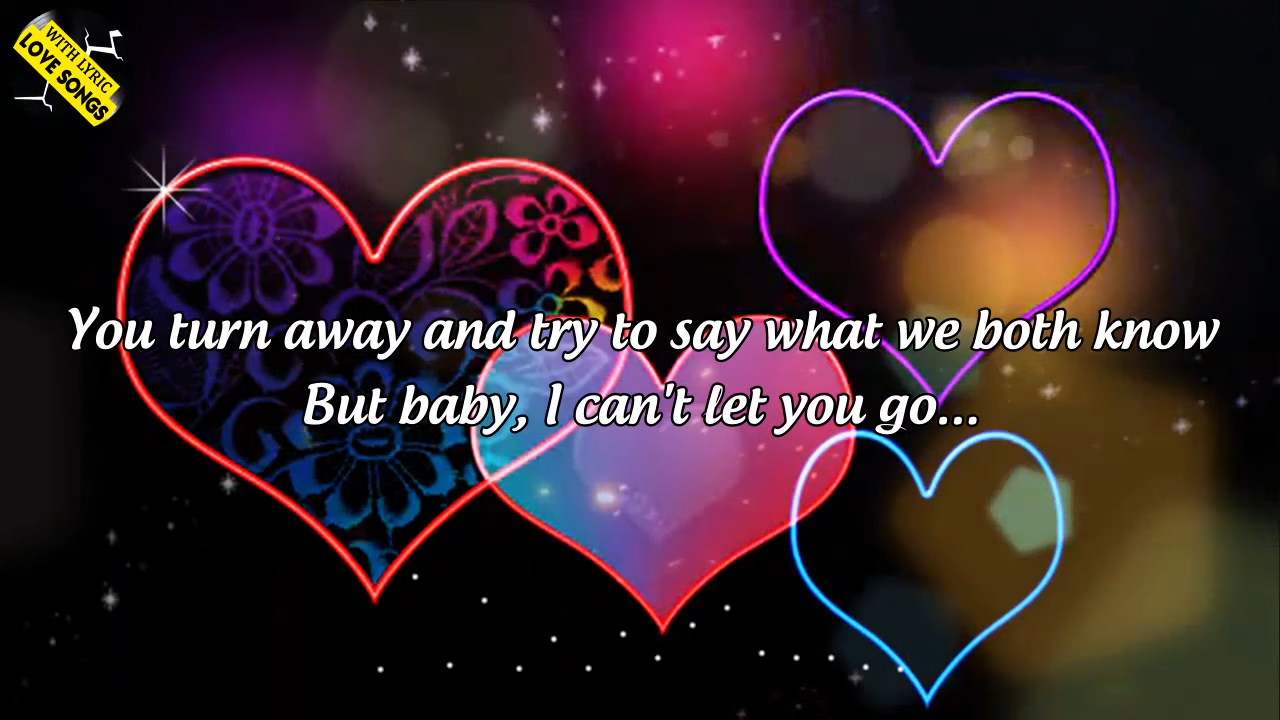 WITH LYRIC
LOVE SONGS
You turn away and try to say what we both know
But baby, I can't let you go...